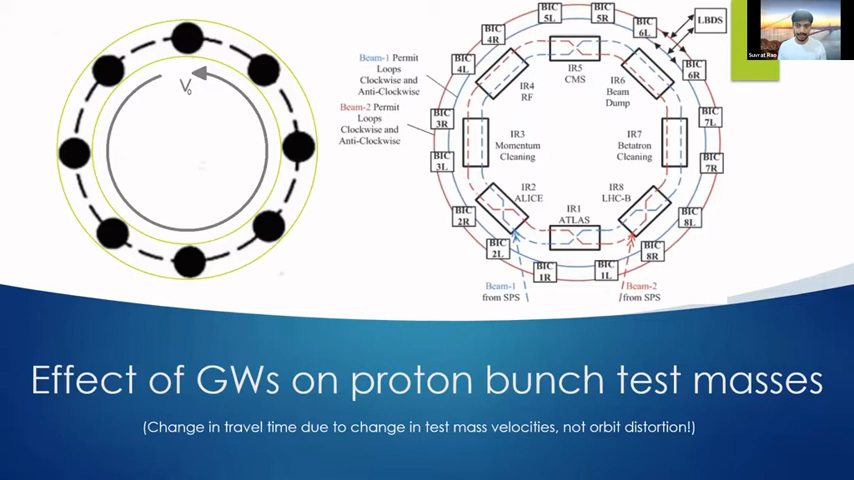 V₀
Beam-1 Permit
Loops
Clockwise and
Anti-Clockwise
Beam-2 Permit
Loops
Clockwise and
Anti-Clockwise
BIC
5L
BIC
5R
BIC
4R
BIC
6L
LBDS
BIC
4L
BIC
6R
IR5
CMS
IR4
RF
IR6
Beam
Dump
BIC
3R
BIC
7L
IR3
Momentum
Cleaning
IR7
Betatron
Cleaning
BIC
3L
BIC
7R
IR2
ALICE
IR1
ATLAS
IR8
LHC-B
BIC
2R
BIC
8L
BIC
2L
BIC
8R
BIC
1R
BIC
1L
Beam-1
from SPS
Beam-2
from SPS
Suvrat Rao
Effect of GWs on proton bunch test masses
(Change in travel time due to change in test mass velocities, not orbit distortion!)